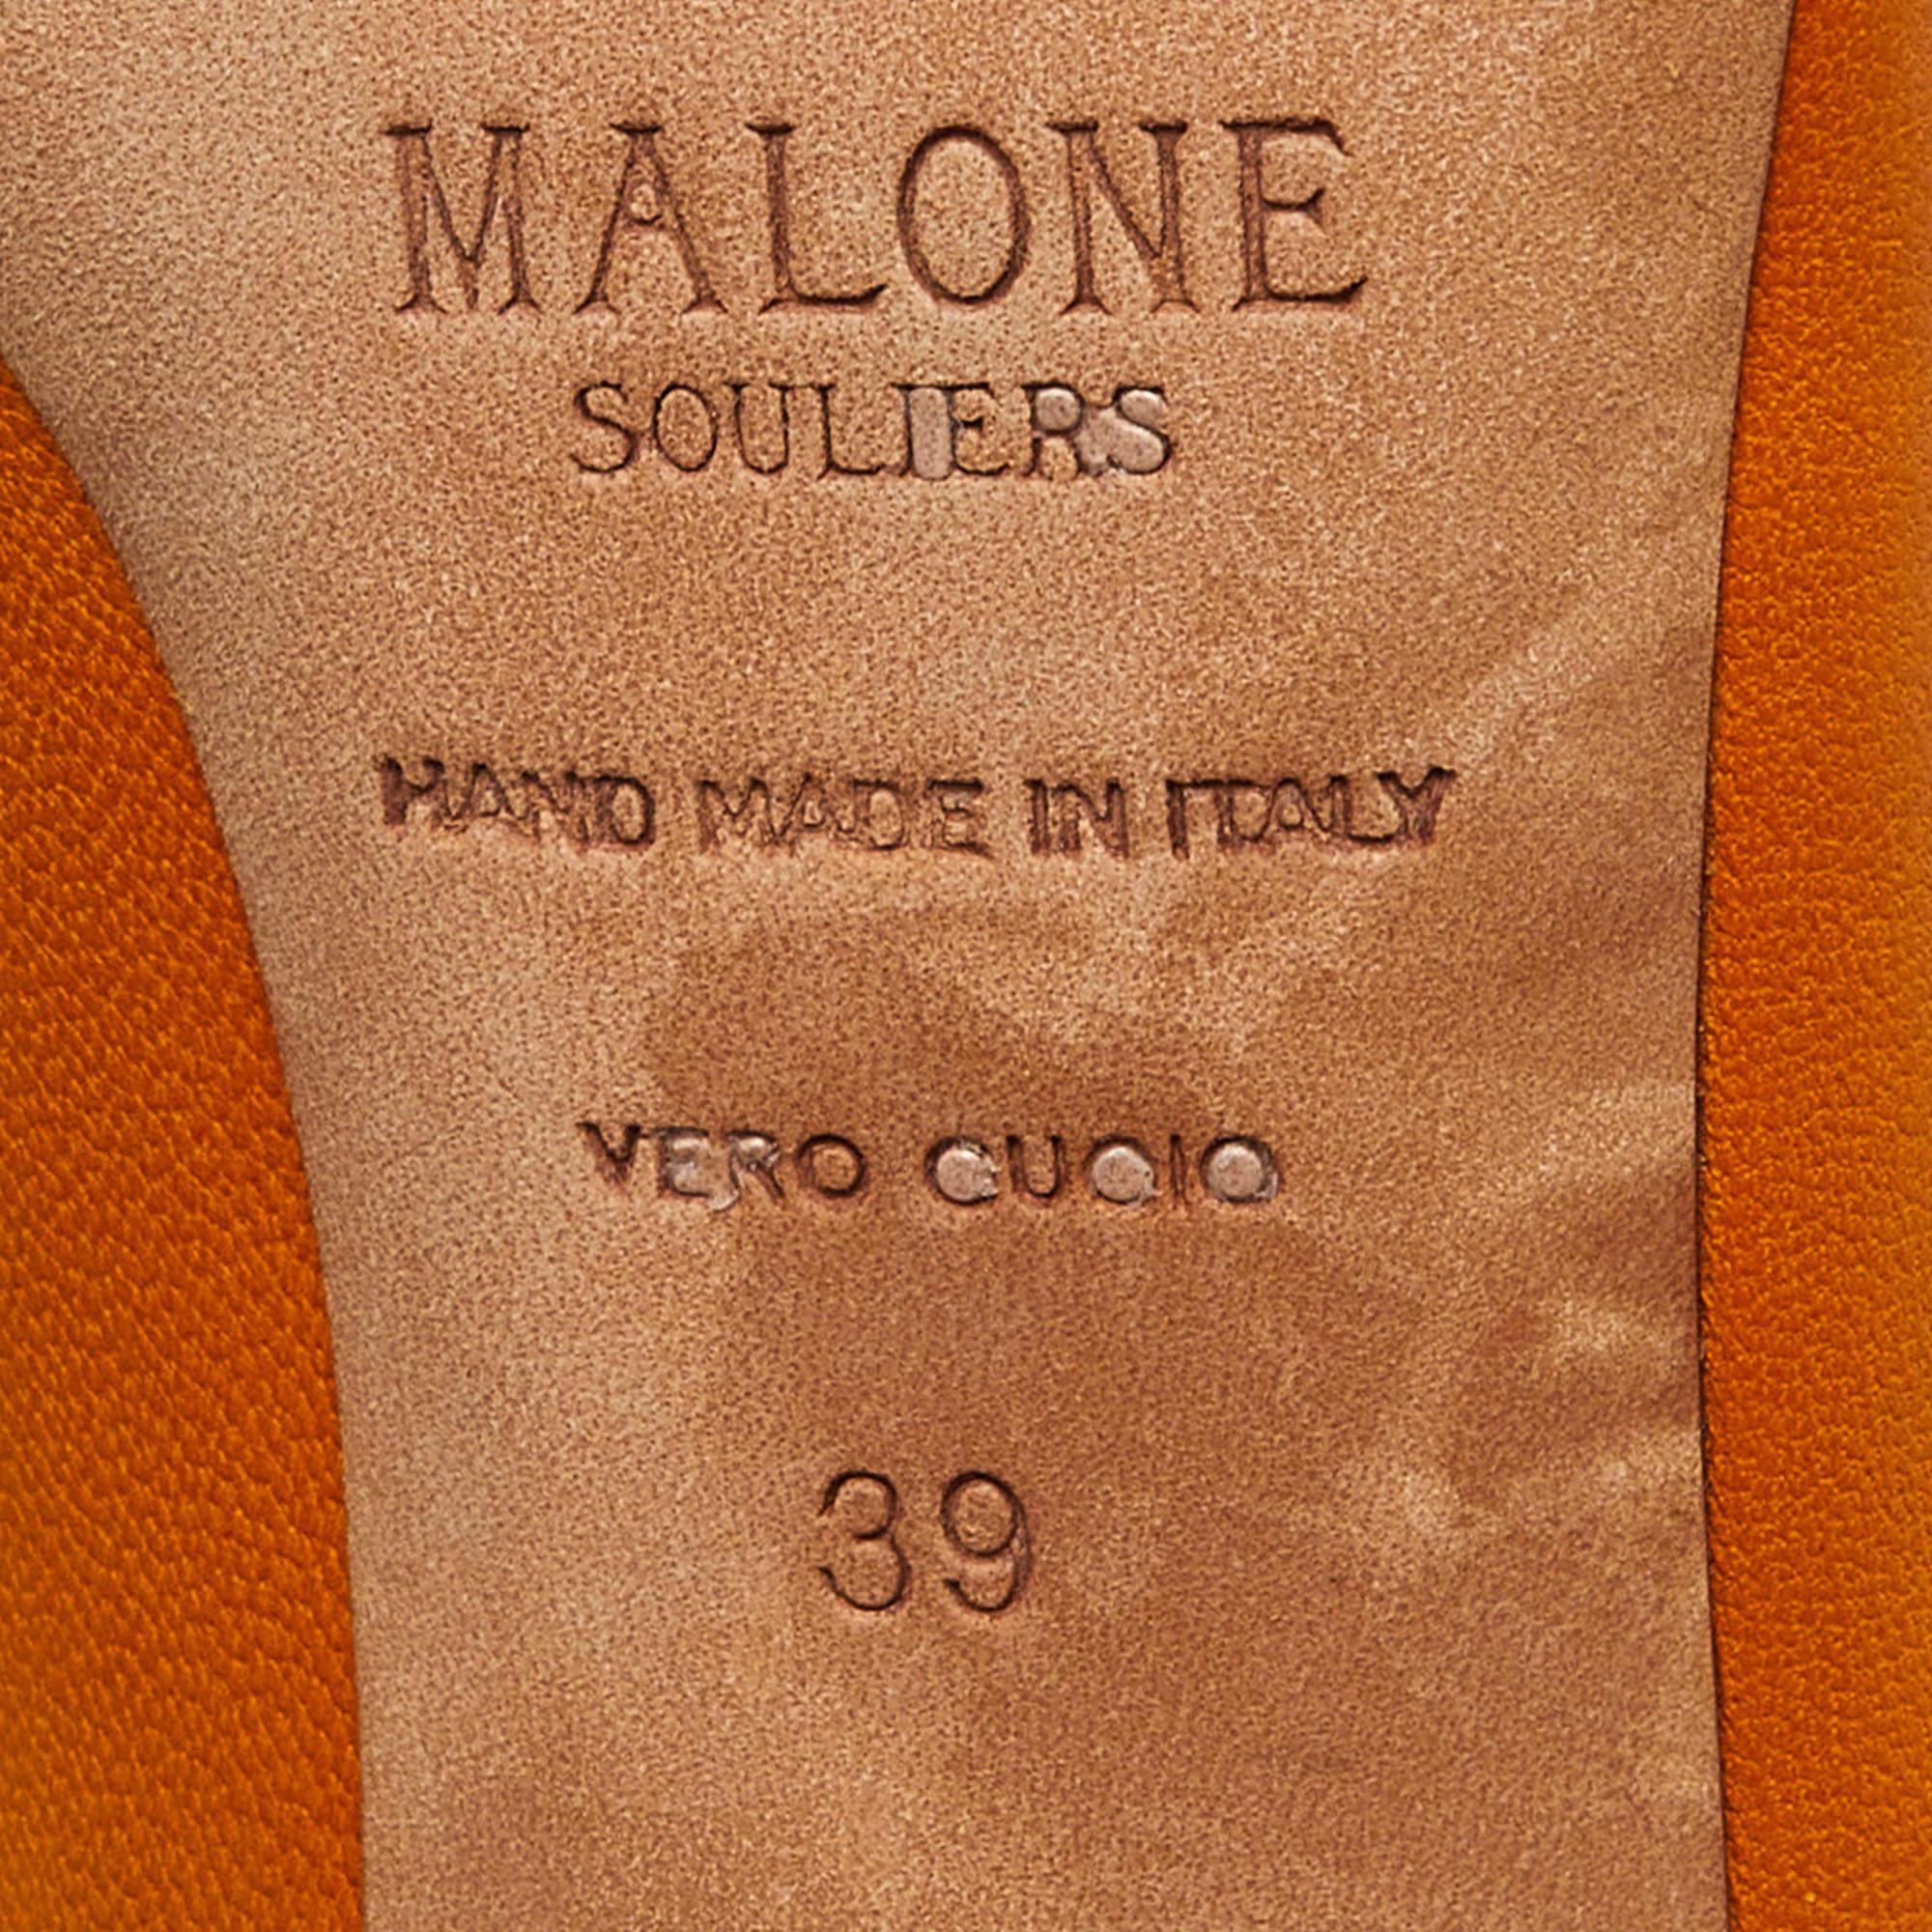 MALONE
SOULIERS
HAND MADE IN ITALY
VERO CUOIO
39